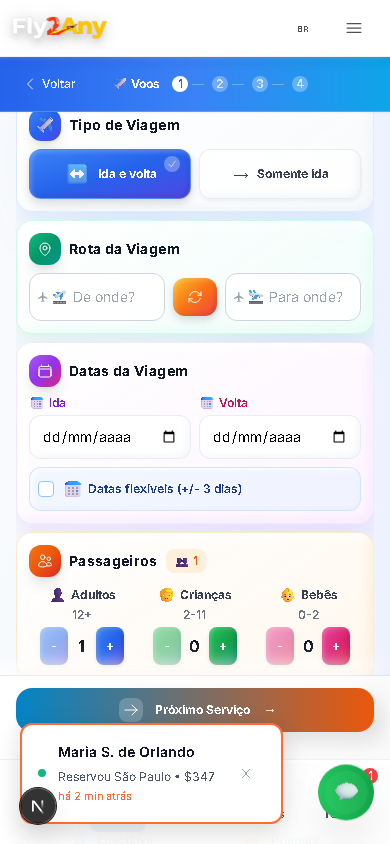 Fly2Any
BR
Voltar
Voos
1
2
3
4
Tipo de Viagem
Ida e volta
→ Somente ida
Rota da Viagem
De onde?
Para onde?
Datas da Viagem
Ida
Volta
dd/mm/aaaa
dd/mm/aaaa
Datas flexíveis (+/- 3 dias)
Passageiros
1
Adultos
Crianças
Bebês
12+
2-11
0-2
- 1 +
- 0 +
- 0 +
Próximo Serviço →
Maria S. de Orlando
Reservou São Paulo • $347
há 2 min atrás
N
1